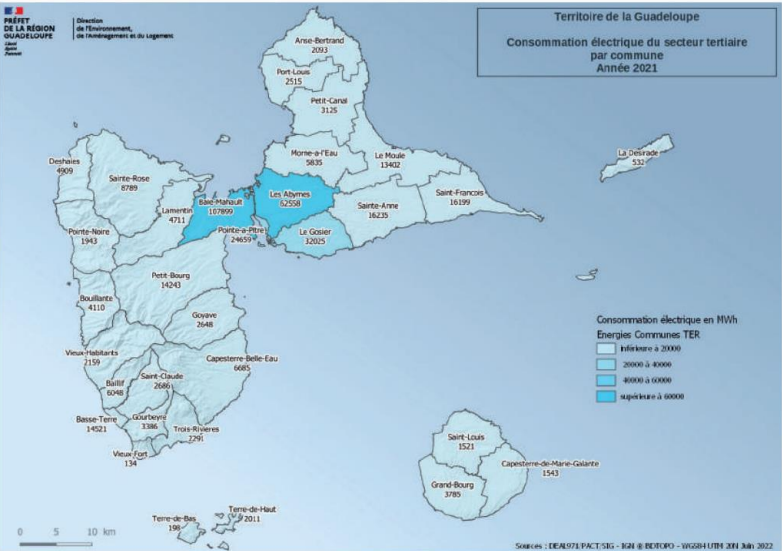 PRÉFET
DE LA RÉGION
GUADELOUPE
Liberté
Égalité
Fraternité
Direction
de l'Environnement,
de l'Aménagement et du Logement
Territoire de la Guadeloupe
Consommation électrique du secteur tertiaire
par commune
Année 2021
Anse-Bertrand
2093
Port-Louis
2515
Petit-Canal
3125
Morne-a-l'Eau
5835
Le Moule
13402
La Desirade
532
Deshaies
4909
Sainte-Rose
8789
Lamentin
4711
Baie-Mahault
107899
Les Abymes
62558
Saint-Francois
16199
Sainte-Anne
16235
Pointe-Noire
1943
Pointe-a-Pitre
24659
Le Gosier
32025
Petit-Bourg
14243
Bouillante
4110
Goyave
2648
Vieux-Habitants
2159
Capesterre-Belle-Eau
6685
Saint-Claude
2686
Baillif
6048
Basse-Terre
14521
Gourbeyre
3386
Trois-Rivieres
2291
Vieux-Fort
134
Terre-de-Bas
198
Terre-de-Haut
2011
Saint-Louis
1521
Capesterre-de-Marie-Galante
1543
Grand-Bourg
3785
Consommation électrique en MWh
Energies Communes TER
inférieure à 20000
20000 à 40000
40000 à 60000
supérieure à 60000
0 5 10 km
Sources : DEAL971/PACT/SIG - IGN @ BDTOPO - WGS84 UTM 20N Juin 2022